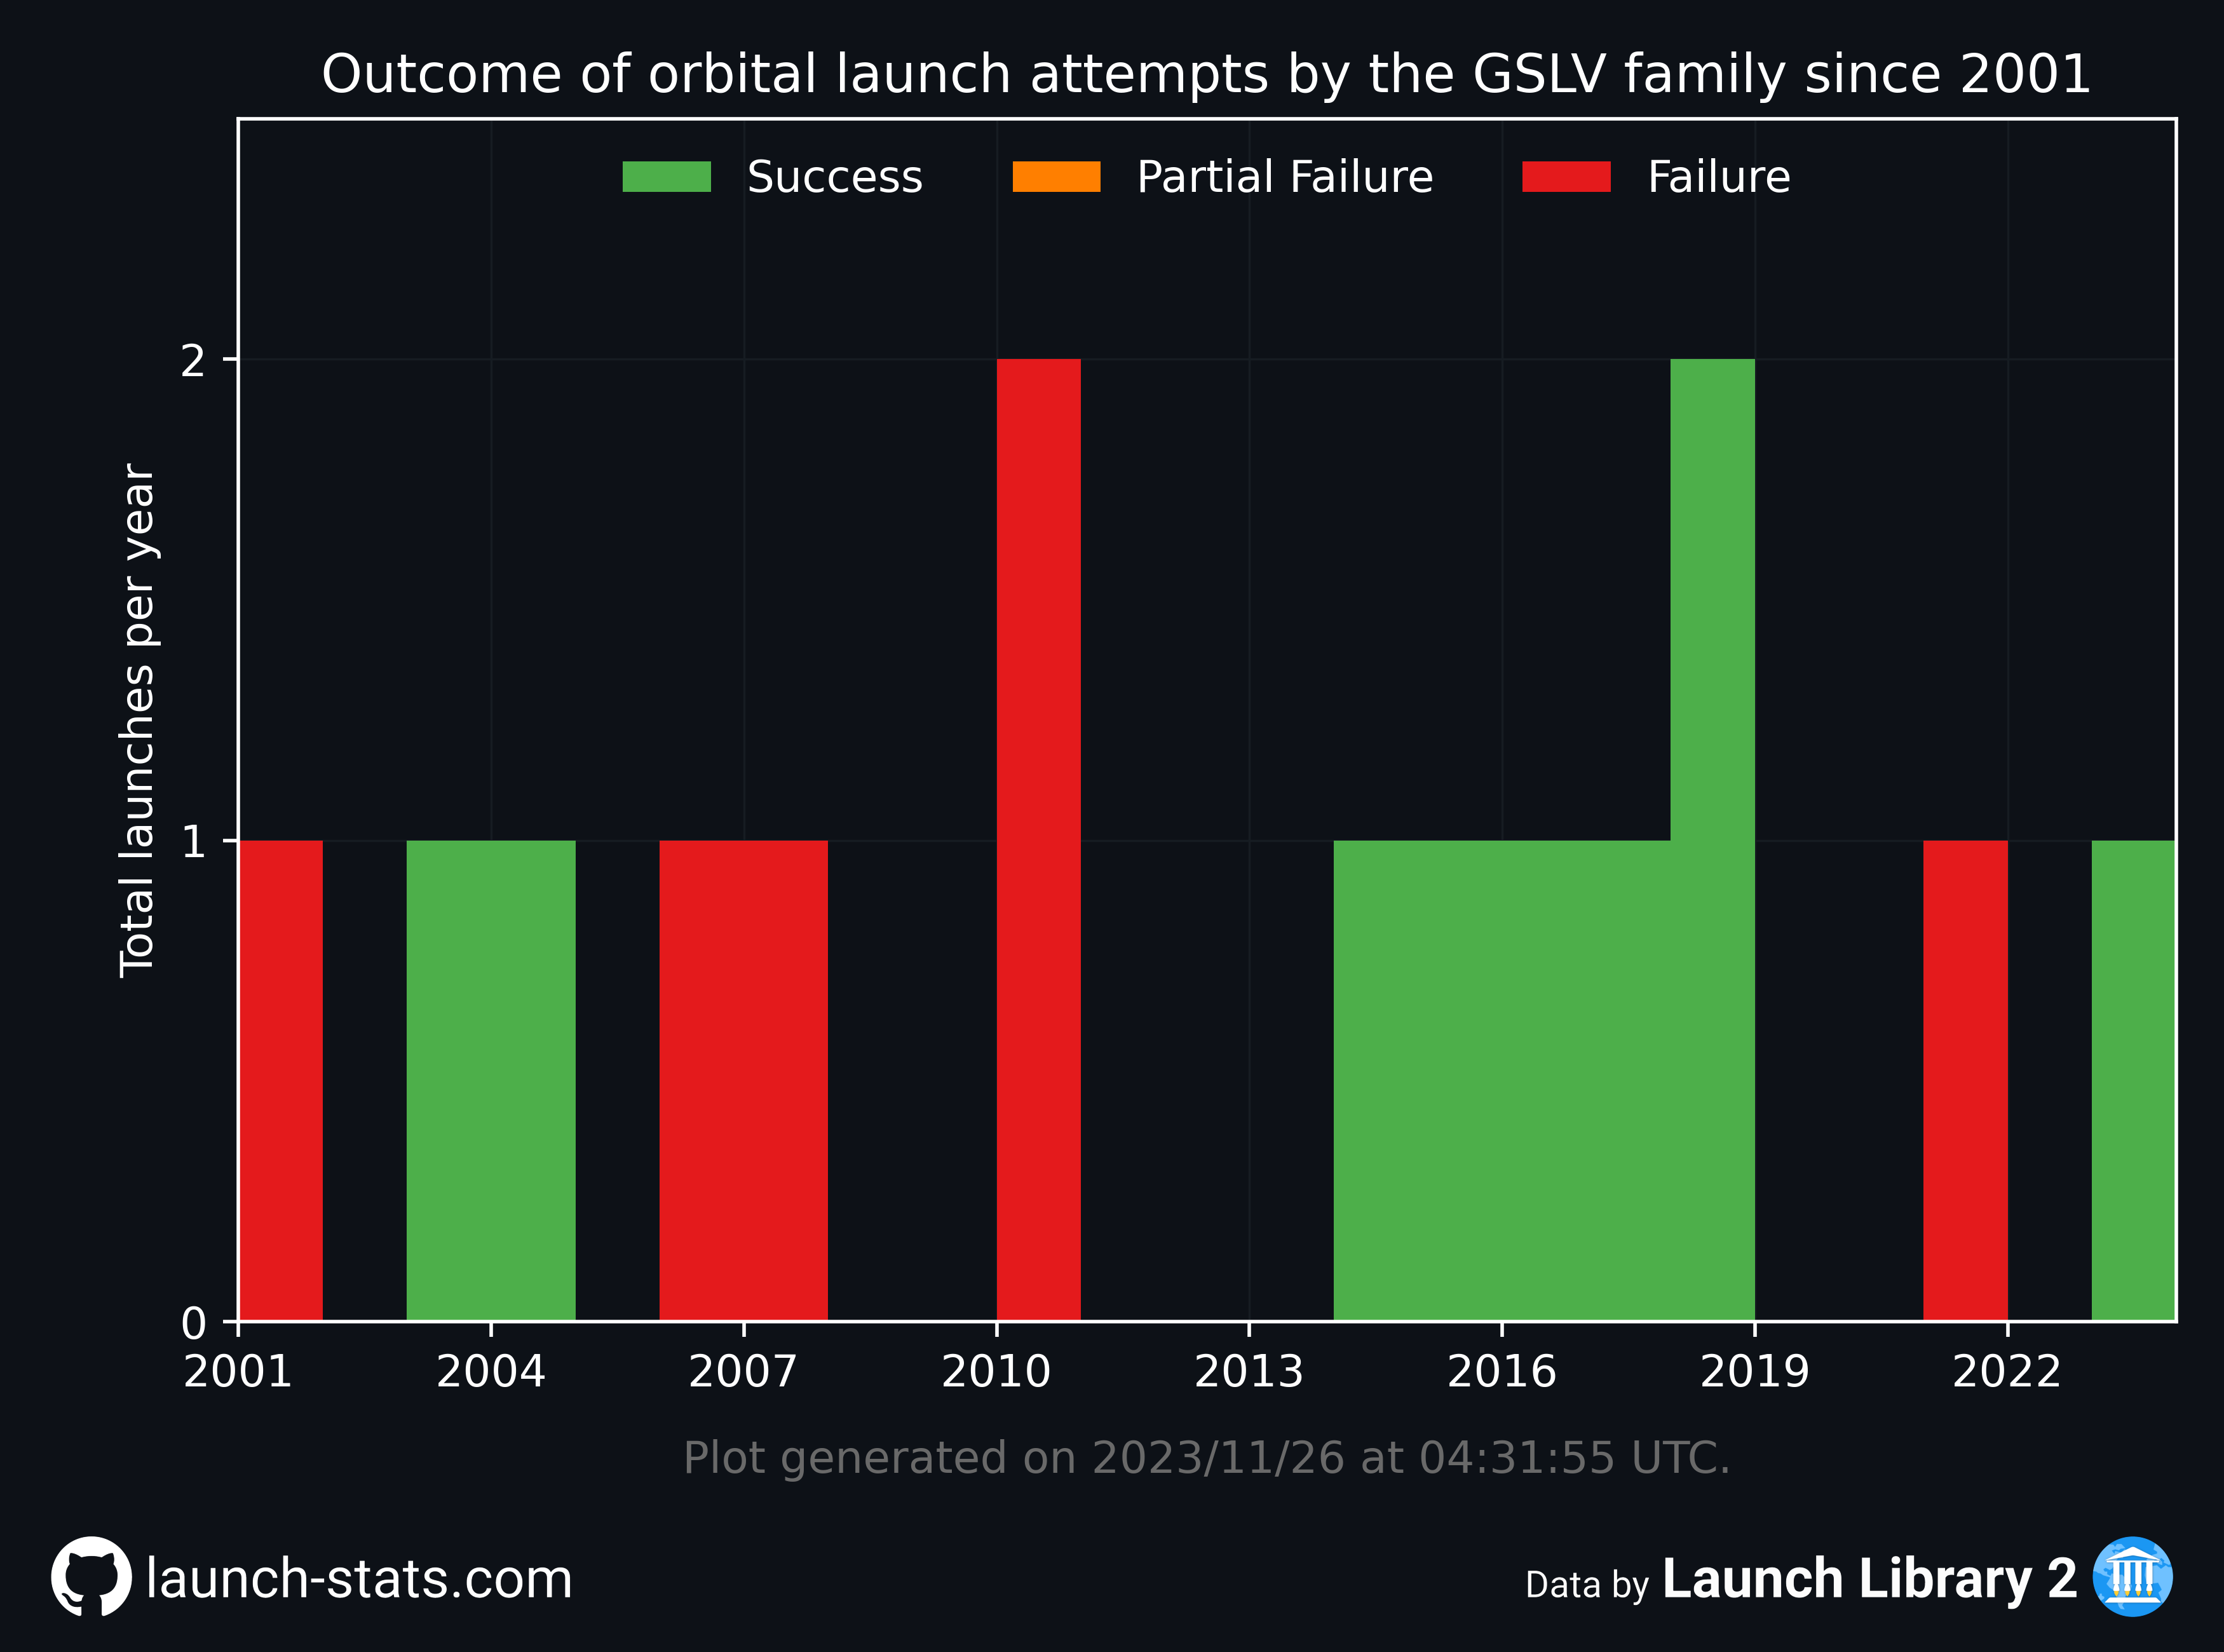 Outcome of orbital launch attempts by the GSLV family since 2001
Success Partial Failure Failure
Total launches per year
2
1
0
2001 2004 2007 2010 2013 2016 2019 2022
Plot generated on 2023/11/26 at 04:31:55 UTC.
launch-stats.com
Data by Launch Library 2